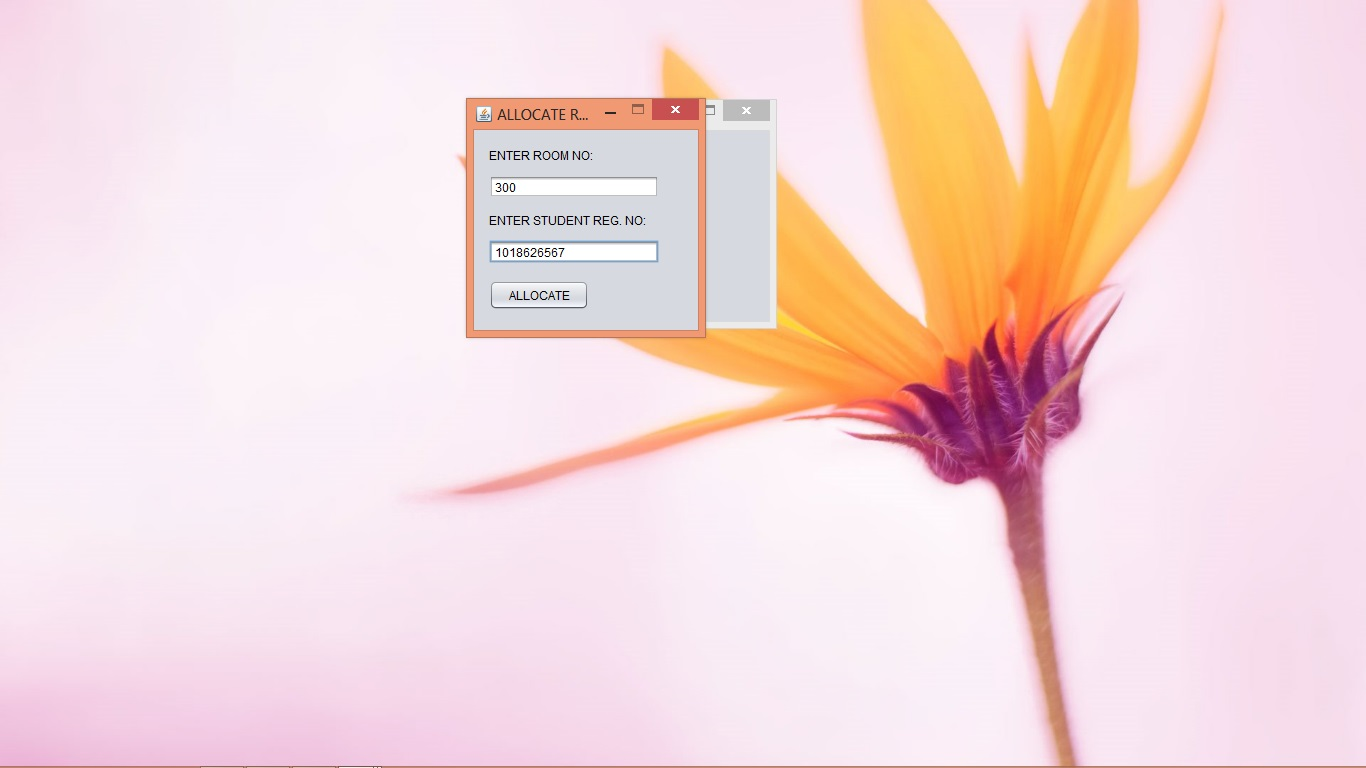 ALLOCATE R...
ENTER ROOM NO:
300
ENTER STUDENT REG. NO:
1018626567
ALLOCATE